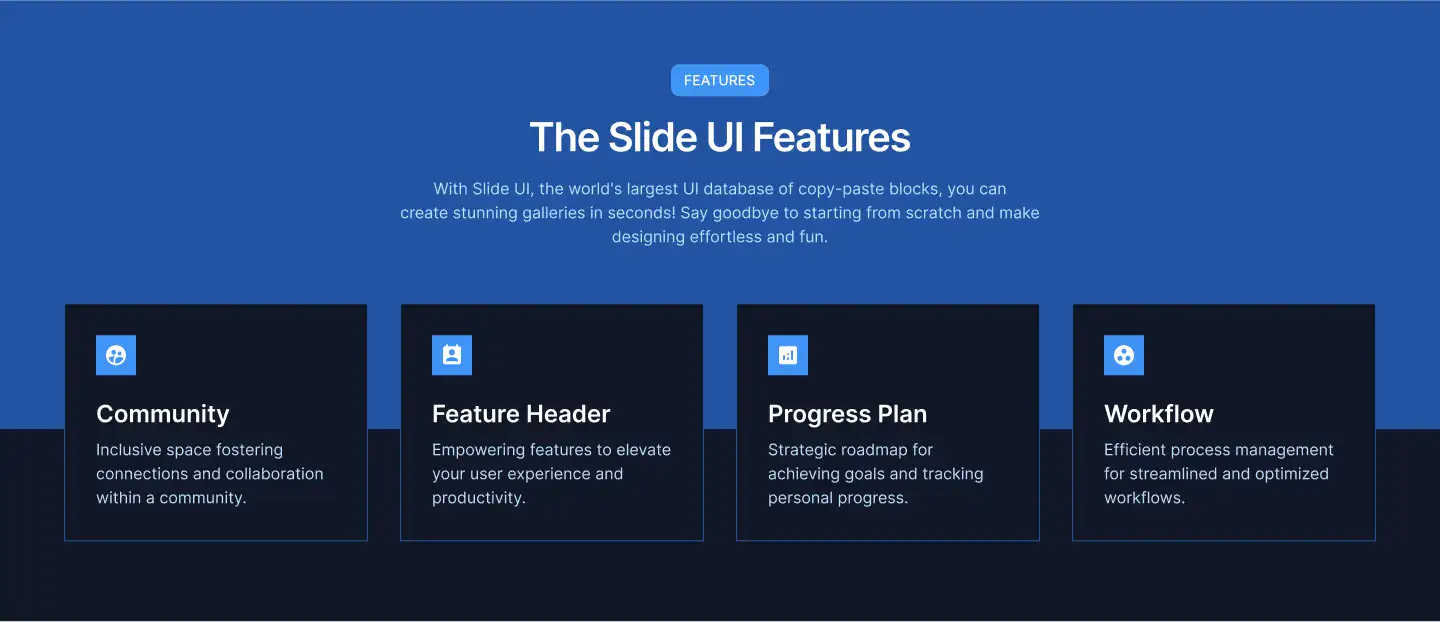 FEATURES
The Slide UI Features
With Slide UI, the world's largest UI database of copy-paste blocks, you can
create stunning galleries in seconds! Say goodbye to starting from scratch and make
designing effortless and fun.
Community
Inclusive space fostering
connections and collaboration
within a community.
Feature Header
Empowering features to elevate
your user experience and
productivity.
Progress Plan
Strategic roadmap for
achieving goals and tracking
personal progress.
Workflow
Efficient process management
for streamlined and optimized
workflows.